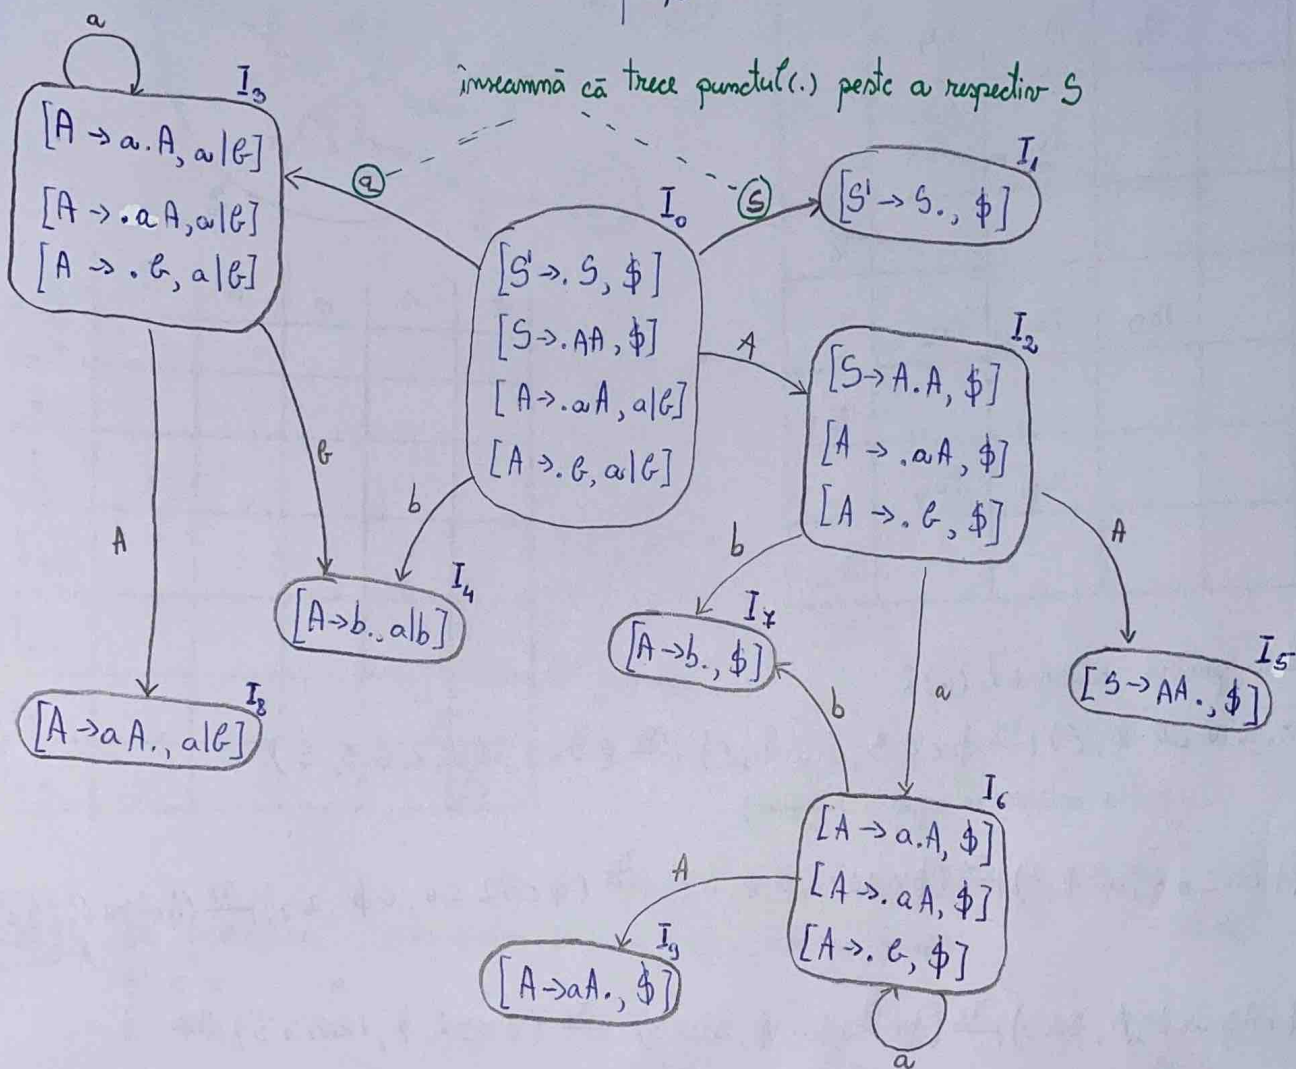 a
I3
înseamnă că trece punctul(.) peste a respectiv S
[A → a.A, a|b]
[A → .aA, a|b]
[A → .b, a|b]
a
S
I1
[S' → S., $]
I0
[S' → .S, $]
[S → .AA, $]
[A → .aA, a|b]
[A → .b, a|b]
A
I2
[S → A.A, $]
[A → .aA, $]
[A → .b, $]
b
b
A
b
A
I4
[A → b., a|b]
I7
[A → b., $]
a
I5
[S → AA., $]
I8
[A → aA., a|b]
b
I6
[A → a.A, $]
[A → .aA, $]
[A → .b, $]
A
I9
[A → aA., $]
a